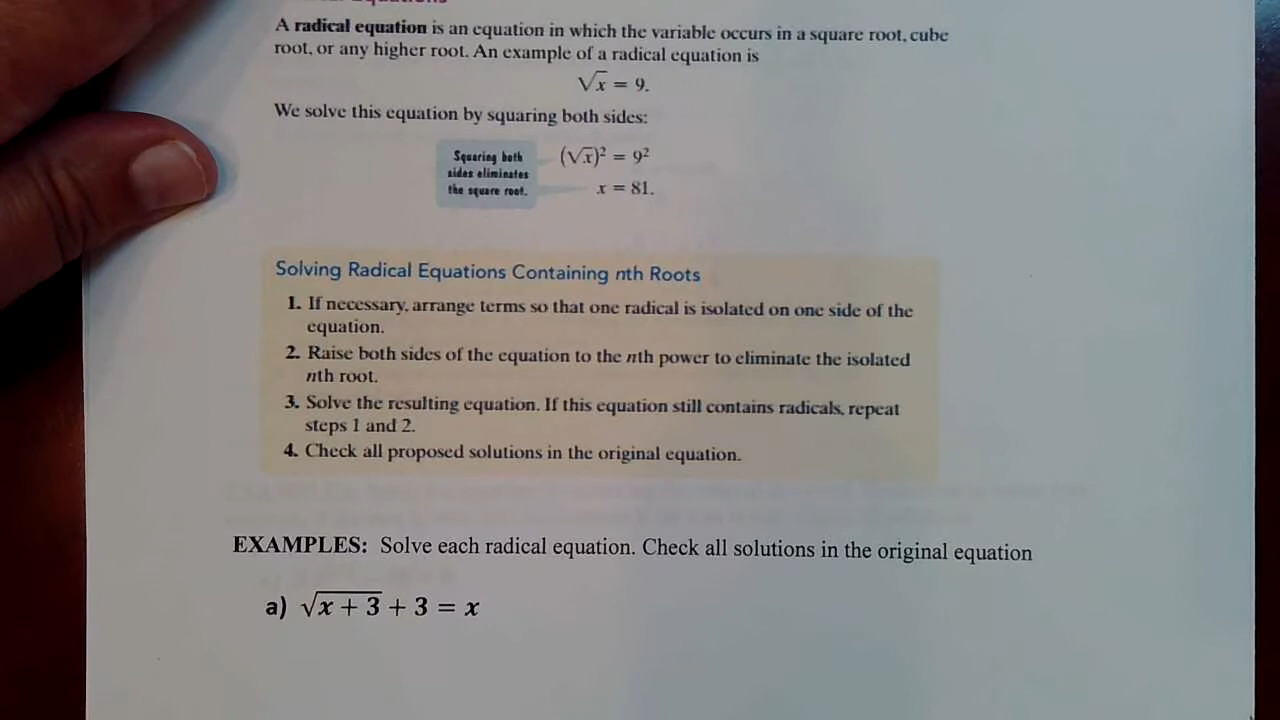 A radical equation is an equation in which the variable occurs in a square root, cube
root, or any higher root. An example of a radical equation is
√x = 9.
We solve this equation by squaring both sides:
Squaring both
sides eliminates
the square root.
(√x)² = 9²
x = 81.
Solving Radical Equations Containing nth Roots
1. If necessary, arrange terms so that one radical is isolated on one side of the
equation.
2. Raise both sides of the equation to the nth power to eliminate the isolated
nth root.
3. Solve the resulting equation. If this equation still contains radicals, repeat
steps 1 and 2.
4. Check all proposed solutions in the original equation.
EXAMPLES: Solve each radical equation. Check all solutions in the original equation
a) √x + 3 + 3 = x